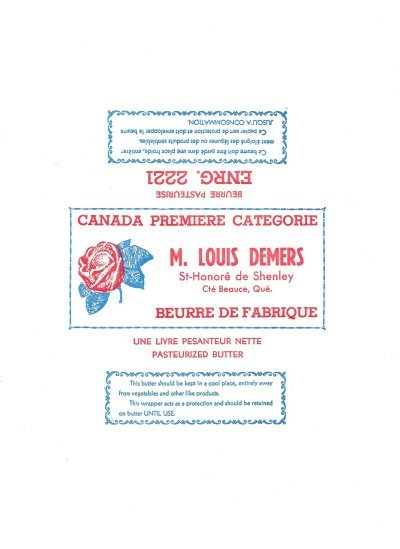 Ce beurre doit être gardé dans une place froide, entière-
ment éloigné des légumes ou des produits semblables.
Ce papier sert de protection et doit envelopper le beurre
JUSQU'A CONSOMMATION.
ENRG. 2221
BEURRE PASTEURISE
CANADA PREMIERE CATEGORIE
M. LOUIS DEMERS
St-Honoré de Shenley
Cté Beauce, Qué.
BEURRE DE FABRIQUE
UNE LIVRE PESANTEUR NETTE
PASTEURIZED BUTTER
This butter should be kept in a cool place, entirely away
from vegetables and other like products.
This wrapper acts as a protection and should be retained
on butter UNTIL USE.